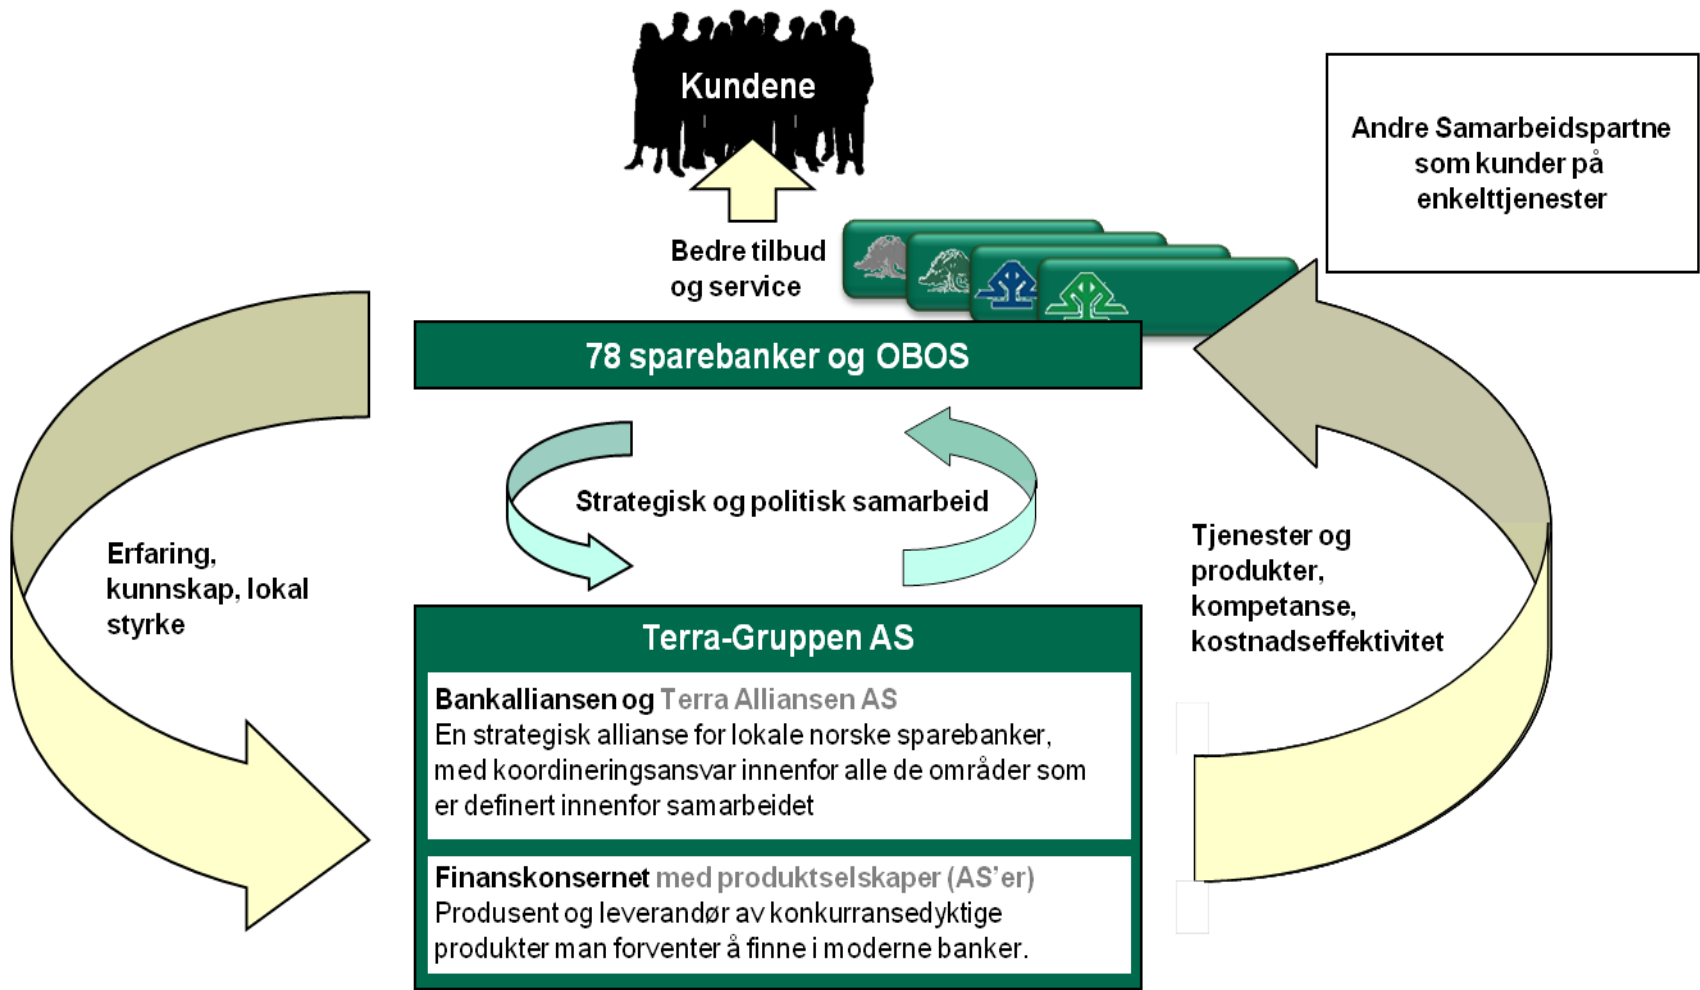 Kundene
Andre Samarbeidspartne
som kunder på
enkelttjenester
Bedre tilbud
og service
78 sparebanker og OBOS
Strategisk og politisk samarbeid
Erfaring,
kunnskap, lokal
styrke
Tjenester og
produkter,
kompetanse,
kostnadseffektivitet
Terra-Gruppen AS
Bankalliansen og Terra Alliansen AS
En strategisk allianse for lokale norske sparebanker,
med koordineringsansvar innenfor alle de områder som
er definert innenfor samarbeidet
Finanskonsernet med produktselskaper (AS’er)
Produsent og leverandør av konkurransedyktige
produkter man forventer å finne i moderne banker.